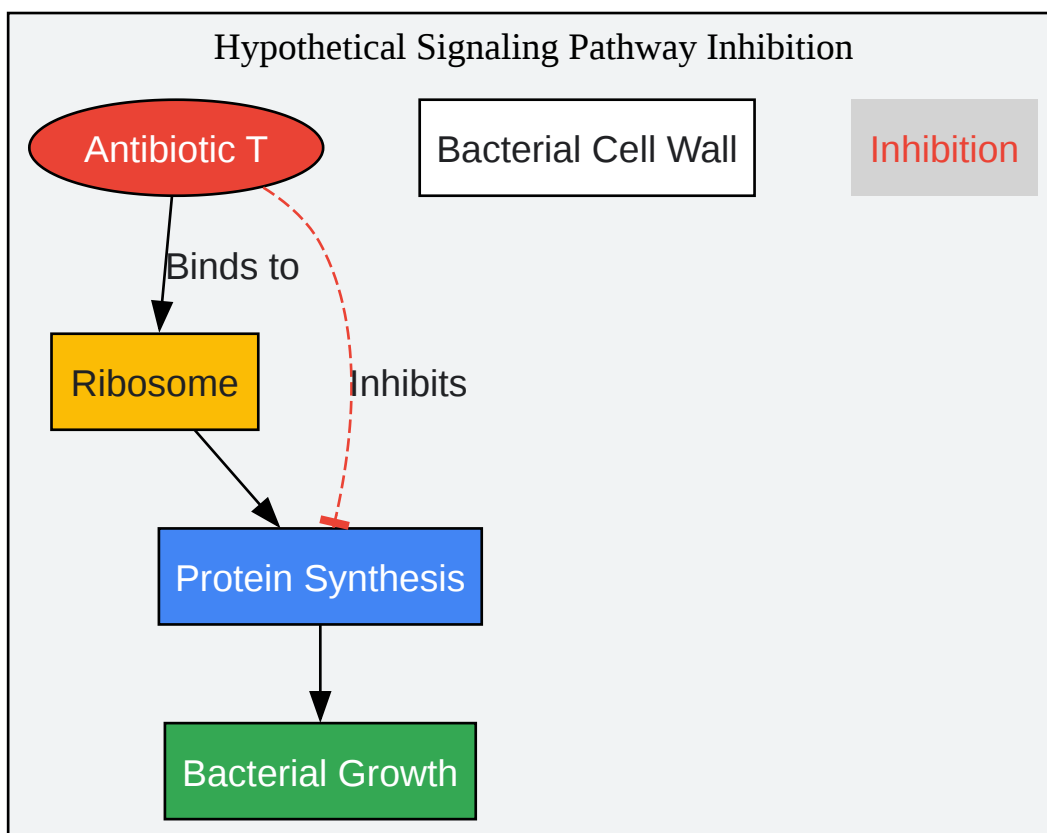 Hypothetical Signaling Pathway Inhibition
Antibiotic T
Bacterial Cell Wall
Inhibition
Binds to
Ribosome
Inhibits
Protein Synthesis
Bacterial Growth